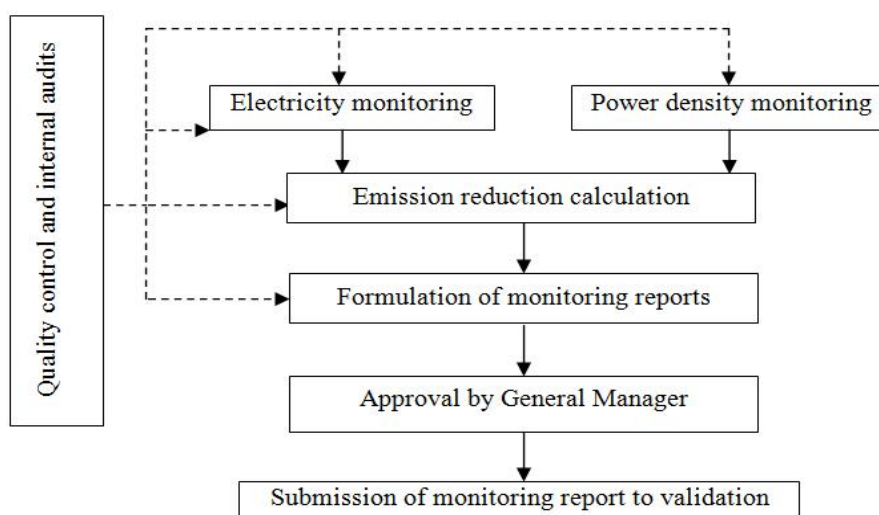 Quality control and internal audits
Electricity monitoring
Power density monitoring
Emission reduction calculation
Formulation of monitoring reports
Approval by General Manager
Submission of monitoring report to validation